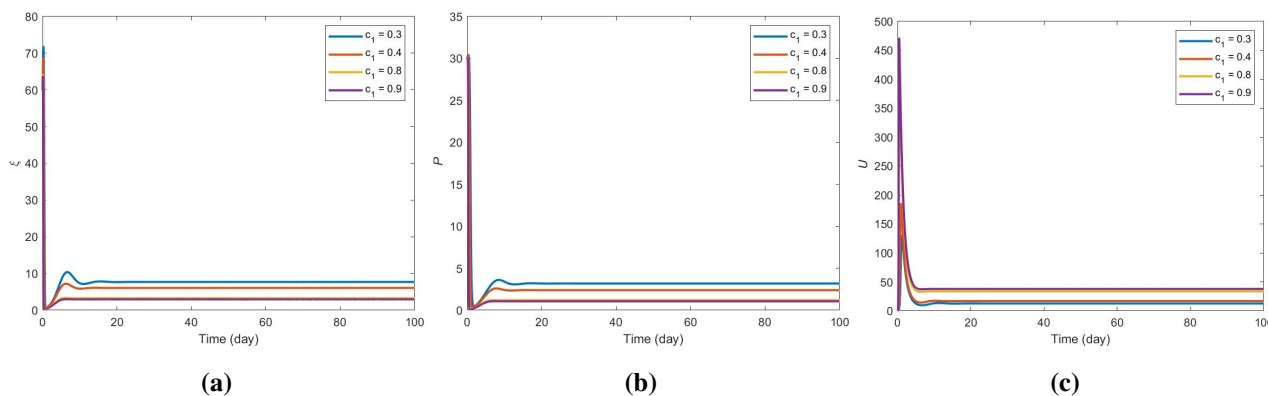 80
70
60
50
40
30
20
10
0
ξ
0 20 40 60 80 100
Time (day)
c₁ = 0.3
c₁ = 0.4
c₁ = 0.8
c₁ = 0.9
(a)
35
30
25
20
15
10
5
0
P
0 20 40 60 80 100
Time (day)
c₁ = 0.3
c₁ = 0.4
c₁ = 0.8
c₁ = 0.9
(b)
500
450
400
350
300
250
200
150
100
50
0
U
0 20 40 60 80 100
Time (day)
c₁ = 0.3
c₁ = 0.4
c₁ = 0.8
c₁ = 0.9
(c)